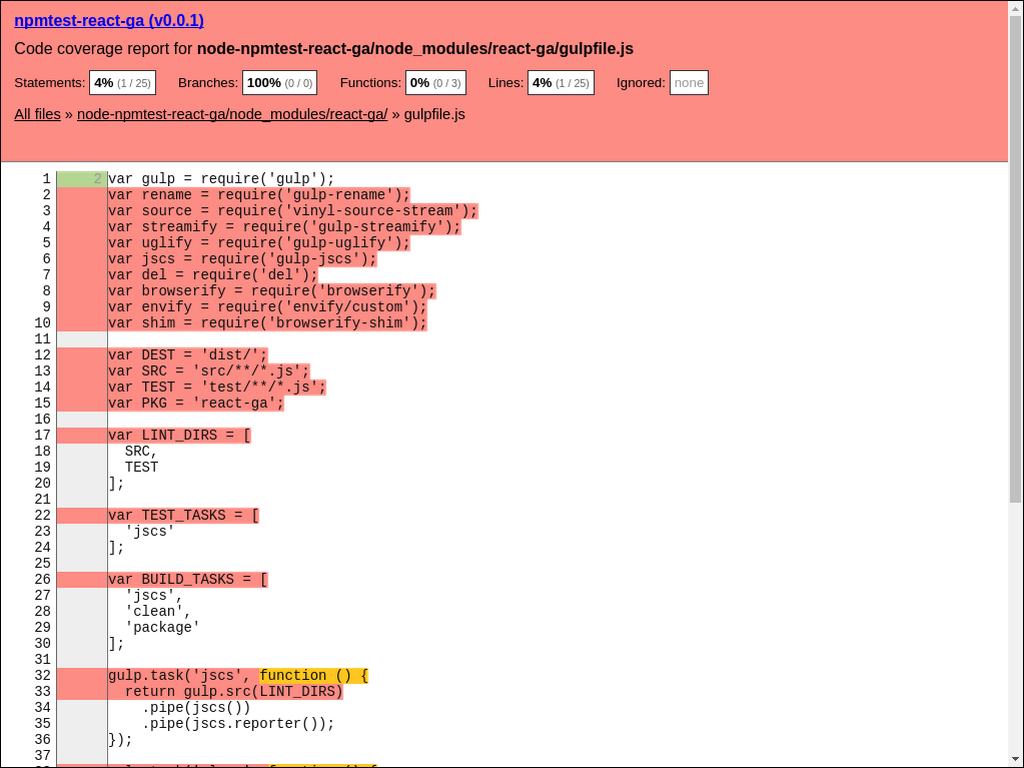 npmtest-react-ga (v0.0.1)
Code coverage report for node-npmtest-react-ga/node_modules/react-ga/gulpfile.js
Statements: 4% (1 / 25) Branches: 100% (0 / 0) Functions: 0% (0 / 3) Lines: 4% (1 / 25) Ignored: none
All files » node-npmtest-react-ga/node_modules/react-ga/ » gulpfile.js
1 2 var gulp = require('gulp');
2 var rename = require('gulp-rename');
3 var source = require('vinyl-source-stream');
4 var streamify = require('gulp-streamify');
5 var uglify = require('gulp-uglify');
6 var jscs = require('gulp-jscs');
7 var del = require('del');
8 var browserify = require('browserify');
9 var envify = require('envify/custom');
10 var shim = require('browserify-shim');
11
12 var DEST = 'dist/';
13 var SRC = 'src/**/*.js';
14 var TEST = 'test/**/*.js';
15 var PKG = 'react-ga';
16
17 var LINT_DIRS = [
18   SRC,
19   TEST
20 ];
21
22 var TEST_TASKS = [
23   'jscs'
24 ];
25
26 var BUILD_TASKS = [
27   'jscs',
28   'clean',
29   'package'
30 ];
31
32 gulp.task('jscs', function () {
33   return gulp.src(LINT_DIRS)
34     .pipe(jscs())
35     .pipe(jscs.reporter());
36 });
37